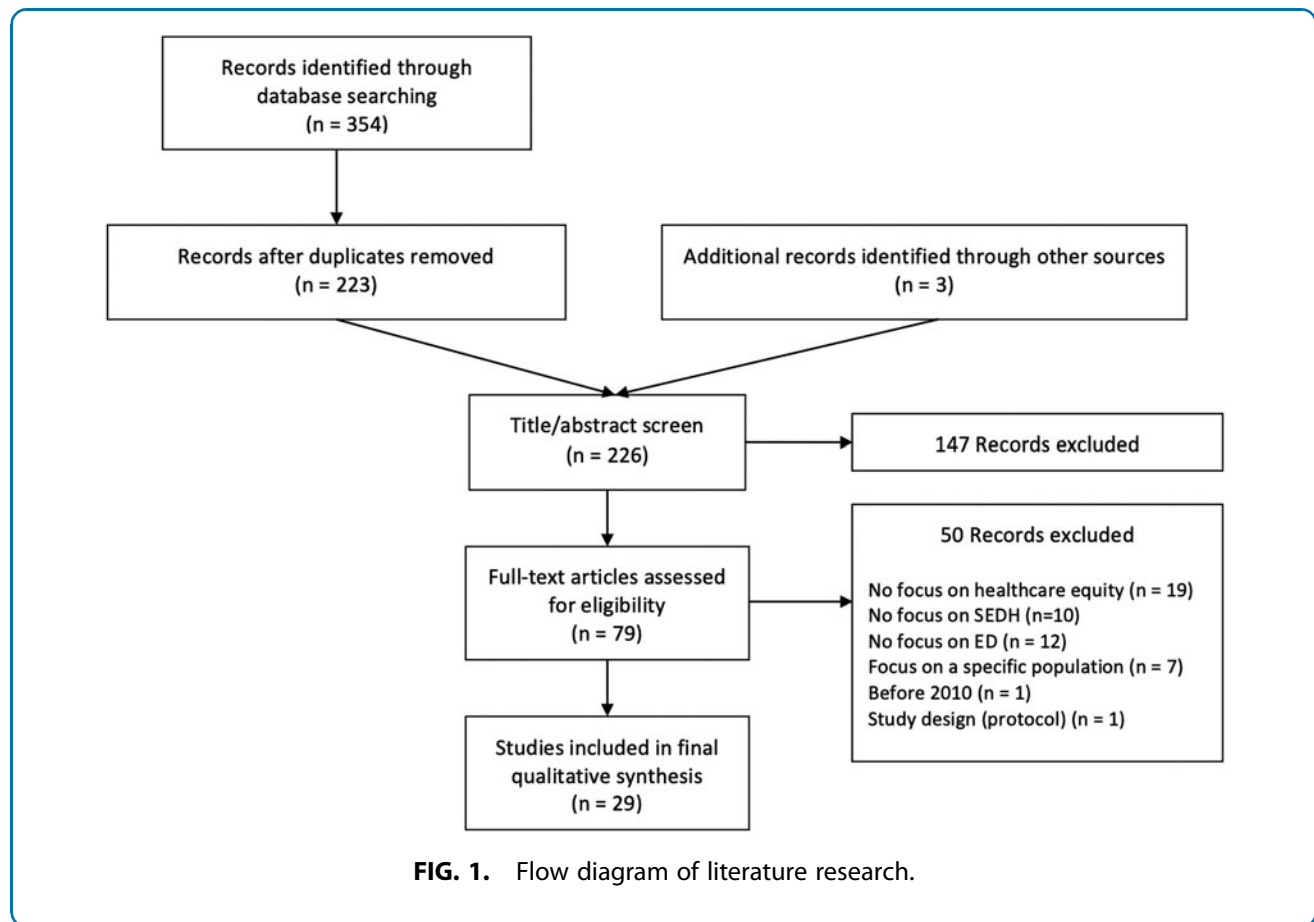 Records identified through
database searching
(n = 354)
Records after duplicates removed
(n = 223)
Additional records identified through other sources
(n = 3)
Title/abstract screen
(n = 226)
147 Records excluded
Full-text articles assessed
for eligibility
(n = 79)
50 Records excluded
No focus on healthcare equity (n = 19)
No focus on SEDH (n=10)
No focus on ED (n = 12)
Focus on a specific population (n = 7)
Before 2010 (n = 1)
Study design (protocol) (n = 1)
Studies included in final
qualitative synthesis
(n = 29)
FIG. 1. Flow diagram of literature research.